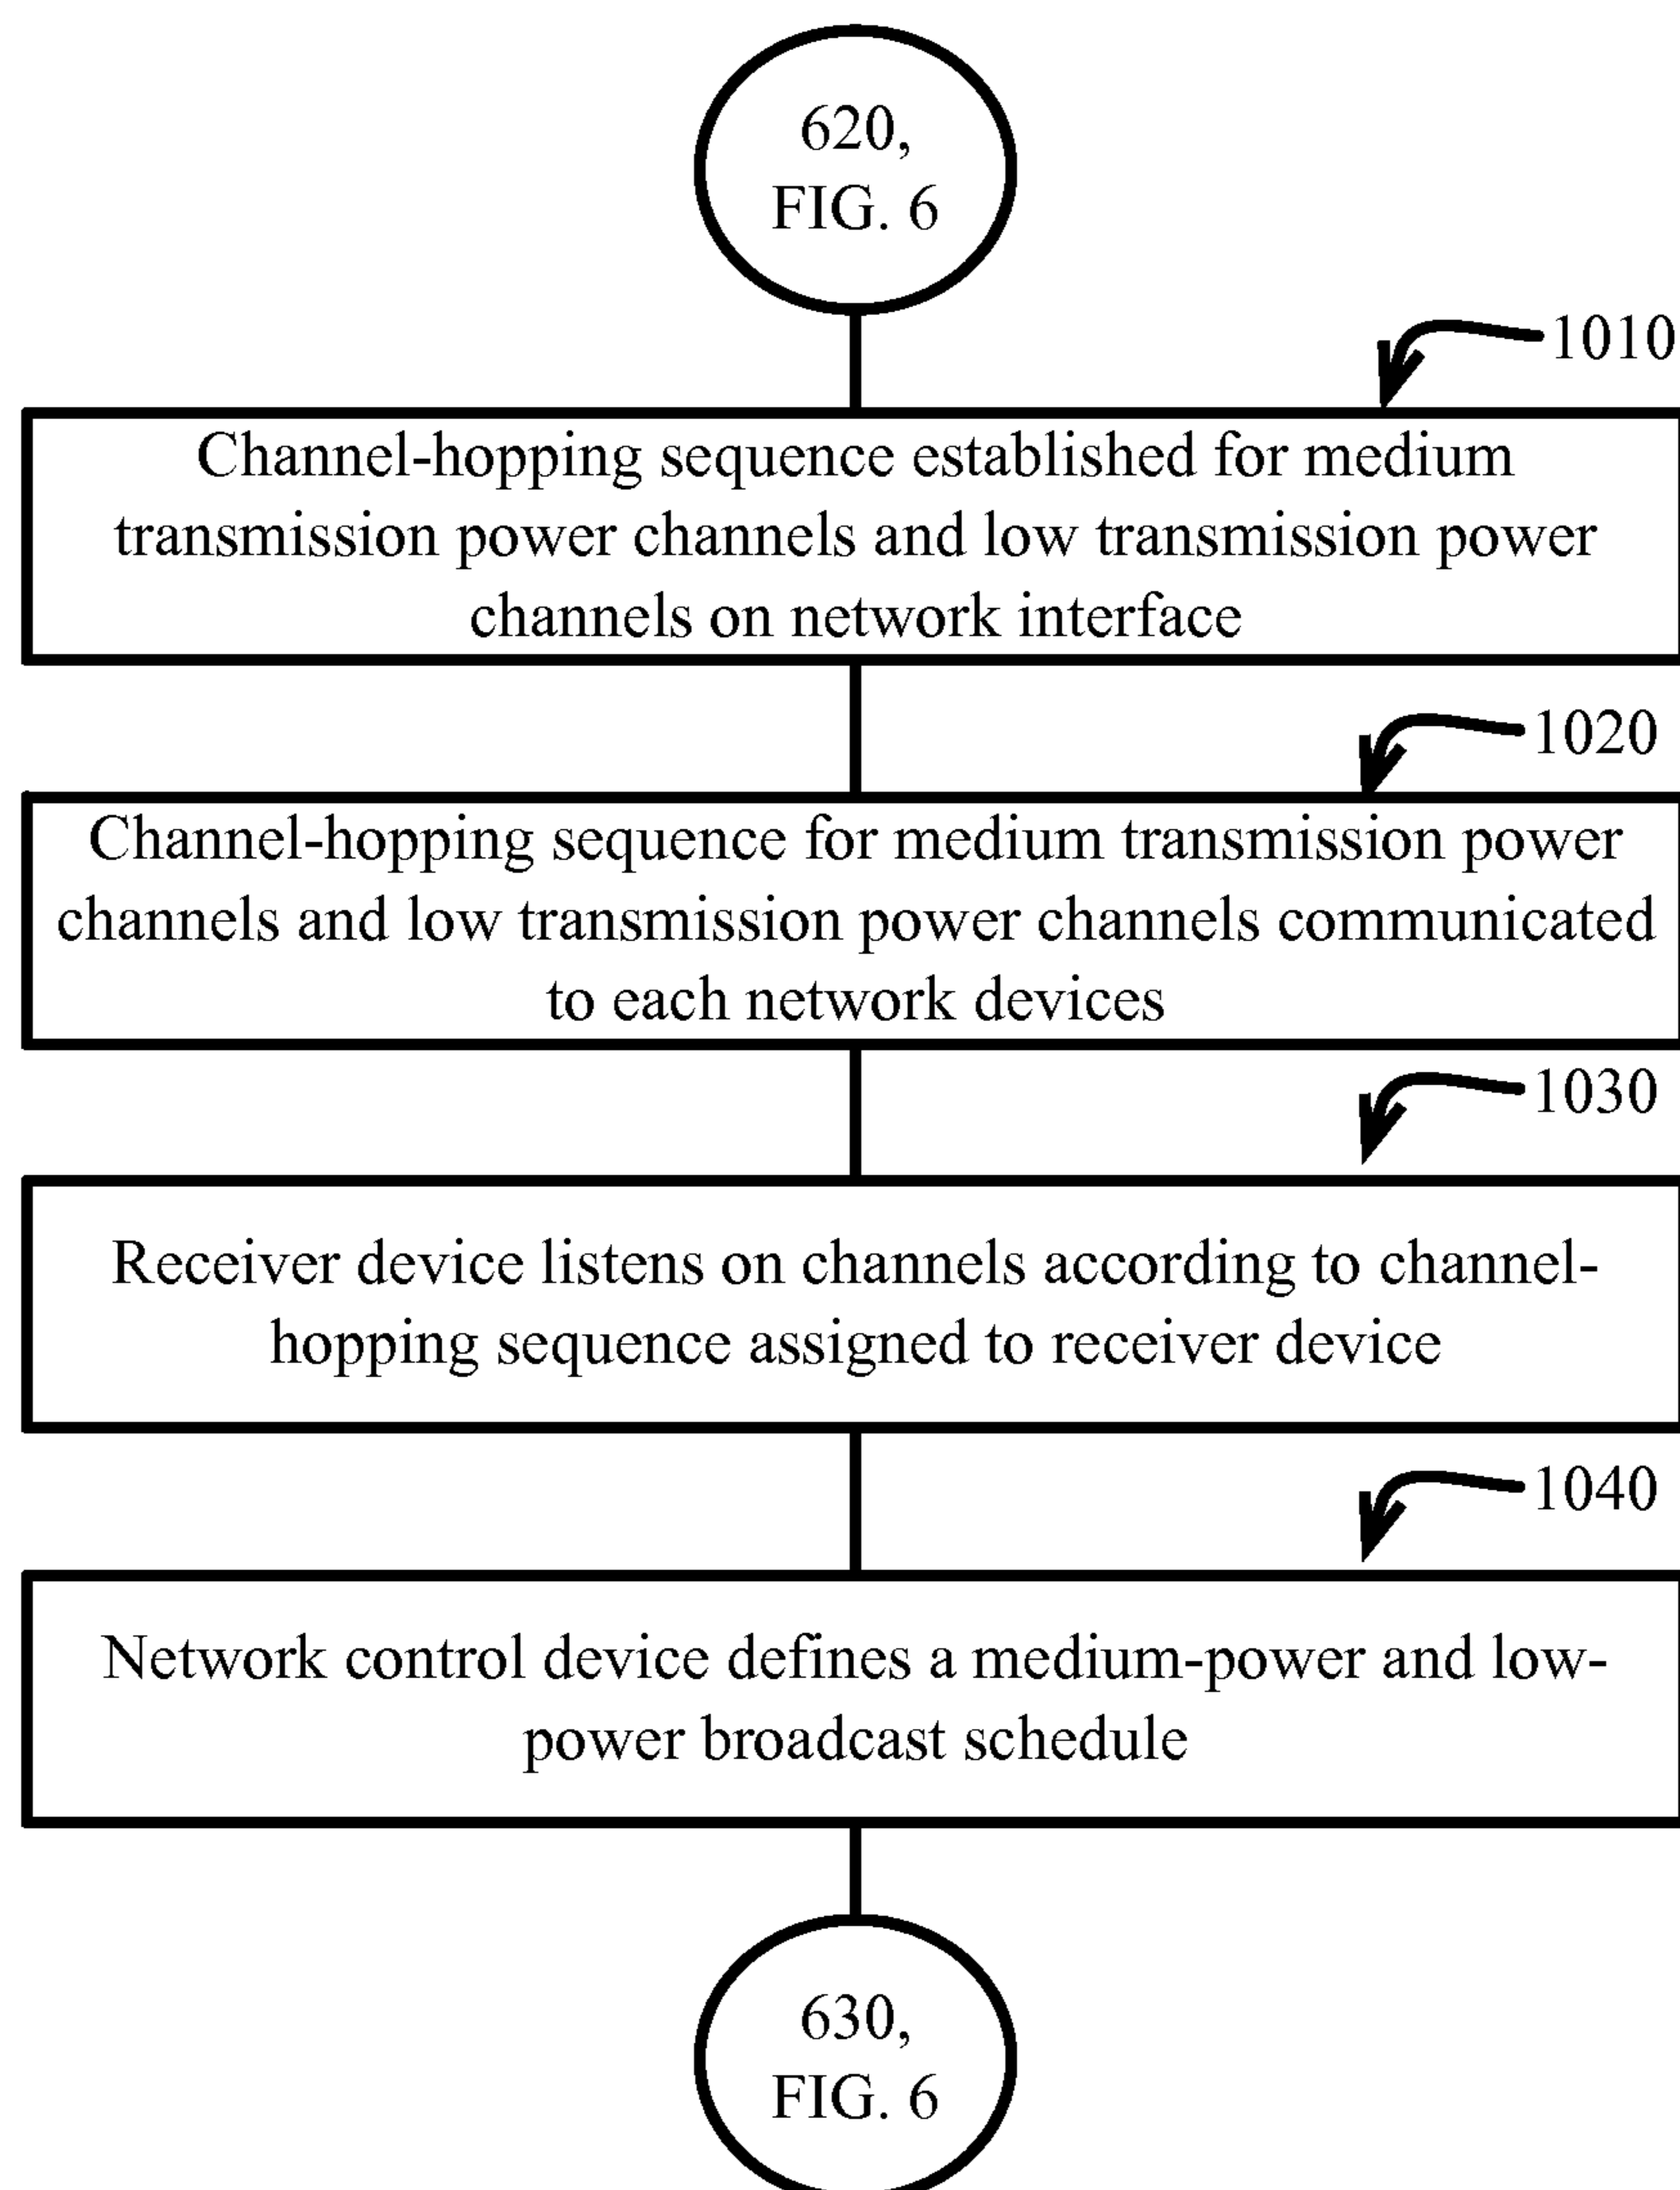 620,
FIG. 6
1010
Channel-hopping sequence established for medium
transmission power channels and low transmission power
channels on network interface
1020
Channel-hopping sequence for medium transmission power
channels and low transmission power channels communicated
to each network devices
1030
Receiver device listens on channels according to channel-
hopping sequence assigned to receiver device
1040
Network control device defines a medium-power and low-
power broadcast schedule
630,
FIG. 6